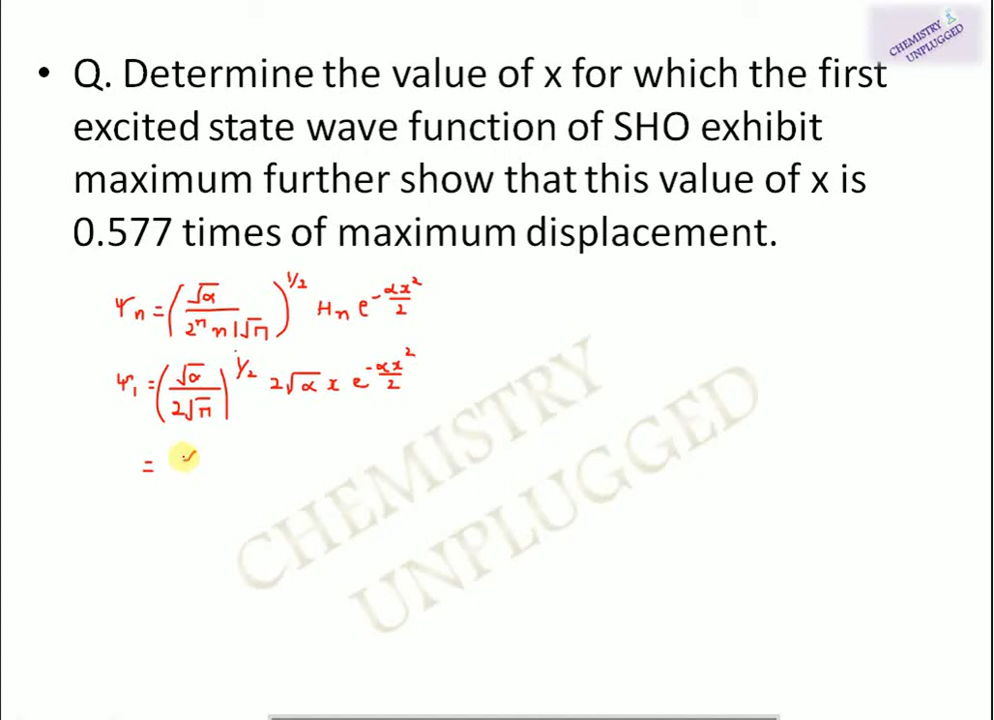 CHEMISTRY
UNPLUGGED
• Q. Determine the value of x for which the first
excited state wave function of SHO exhibit
maximum further show that this value of x is
0.577 times of maximum displacement.
Ψn = (√α / 2ⁿ n! √π)^1/2 Hn e^-αx²/2
Ψ1 = (√α / 2√π)^1/2 2√α x e^-αx²/2
=
CHEMISTRY
UNPLUGGED